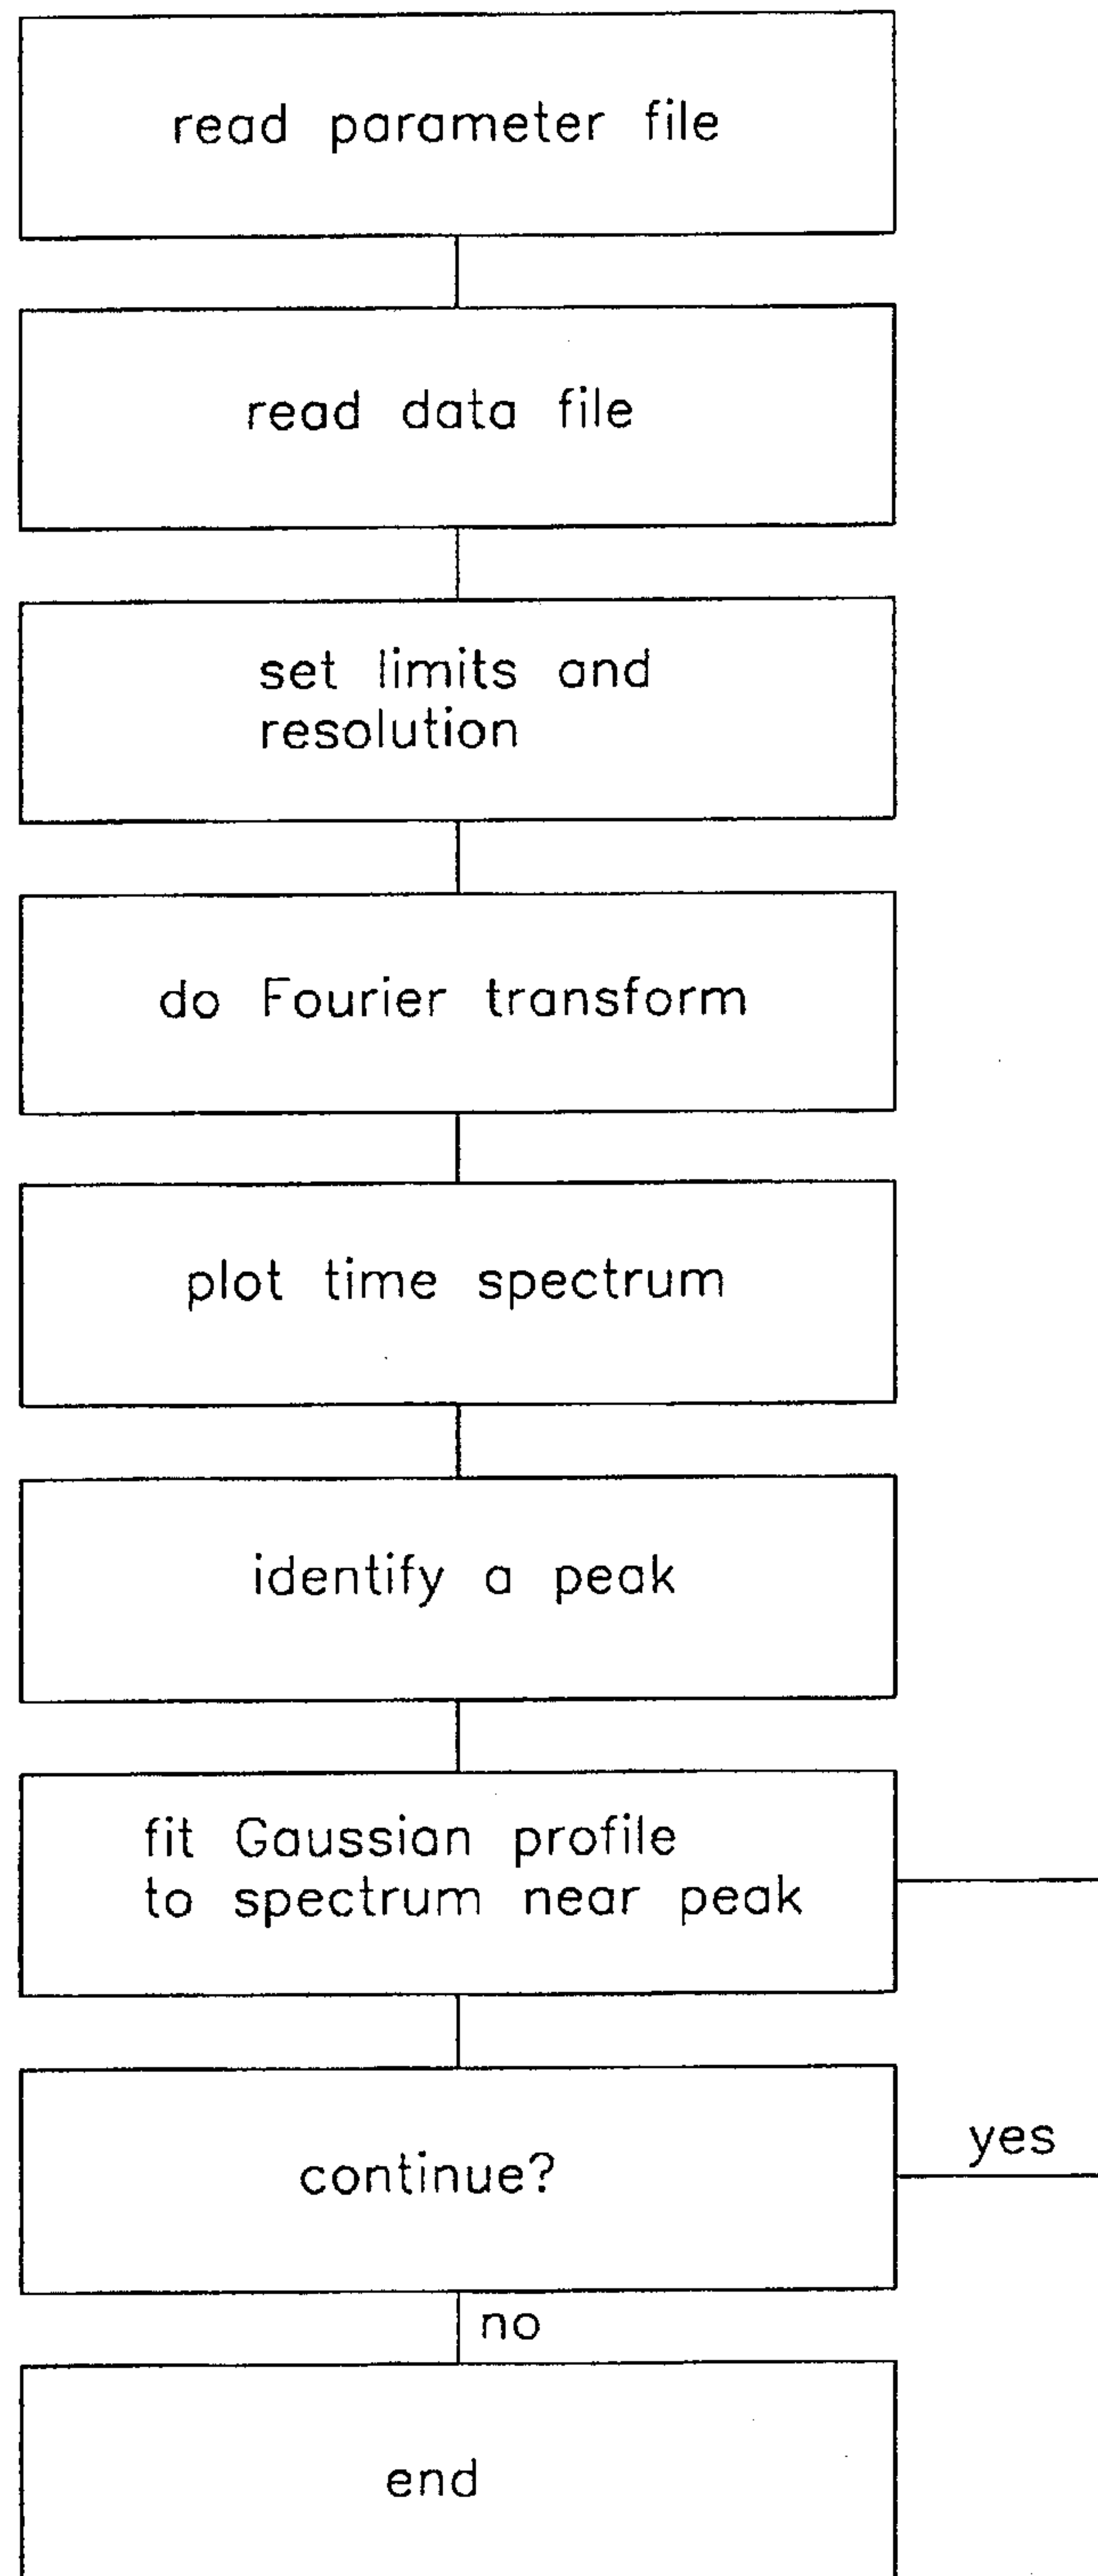 read parameter file
read data file
set limits and
resolution
do Fourier transform
plot time spectrum
identify a peak
fit Gaussian profile
to spectrum near peak
continue?
yes
no
end